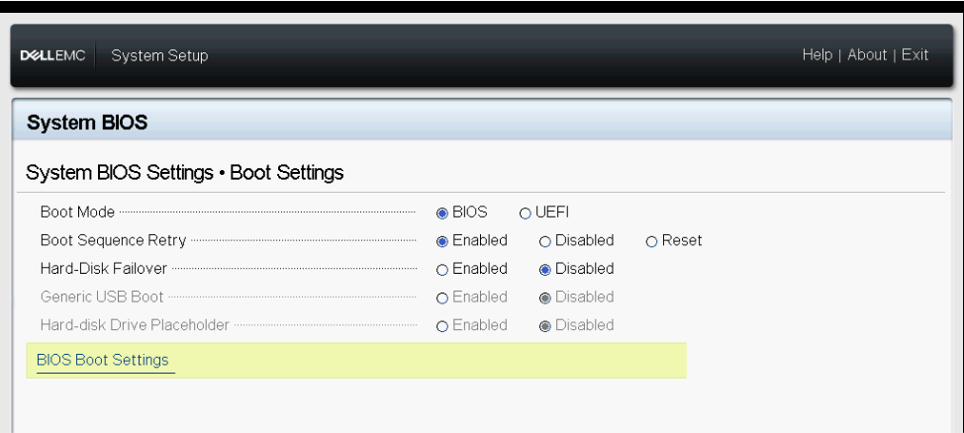 DELLEMC System Setup Help | About | Exit
System BIOS
System BIOS Settings • Boot Settings
Boot Mode BIOS UEFI
Boot Sequence Retry Enabled Disabled Reset
Hard-Disk Failover Enabled Disabled
Generic USB Boot Enabled Disabled
Hard-disk Drive Placeholder Enabled Disabled
BIOS Boot Settings